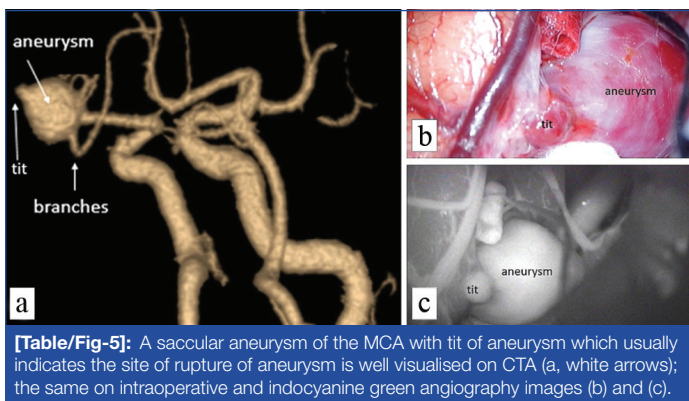 aneurysm
tit
branches
a
aneurysm
tit
b
aneurysm
tit
c
[Table/Fig-5]: A saccular aneurysm of the MCA with tit of aneurysm which usually
indicates the site of rupture of aneurysm is well visualised on CTA (a, white arrows);
the same on intraoperative and indocyanine green angiography images (b) and (c).